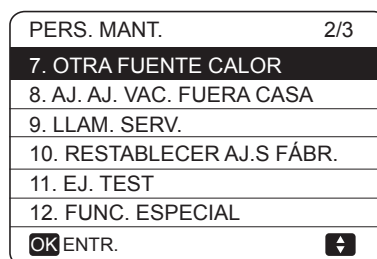 PERS. MANT. 2/3
7. OTRA FUENTE CALOR
8. AJ. AJ. VAC. FUERA CASA
9. LLAM. SERV.
10. RESTABLECER AJ.S FÁBR.
11. EJ. TEST
12. FUNC. ESPECIAL
OK ENTR.